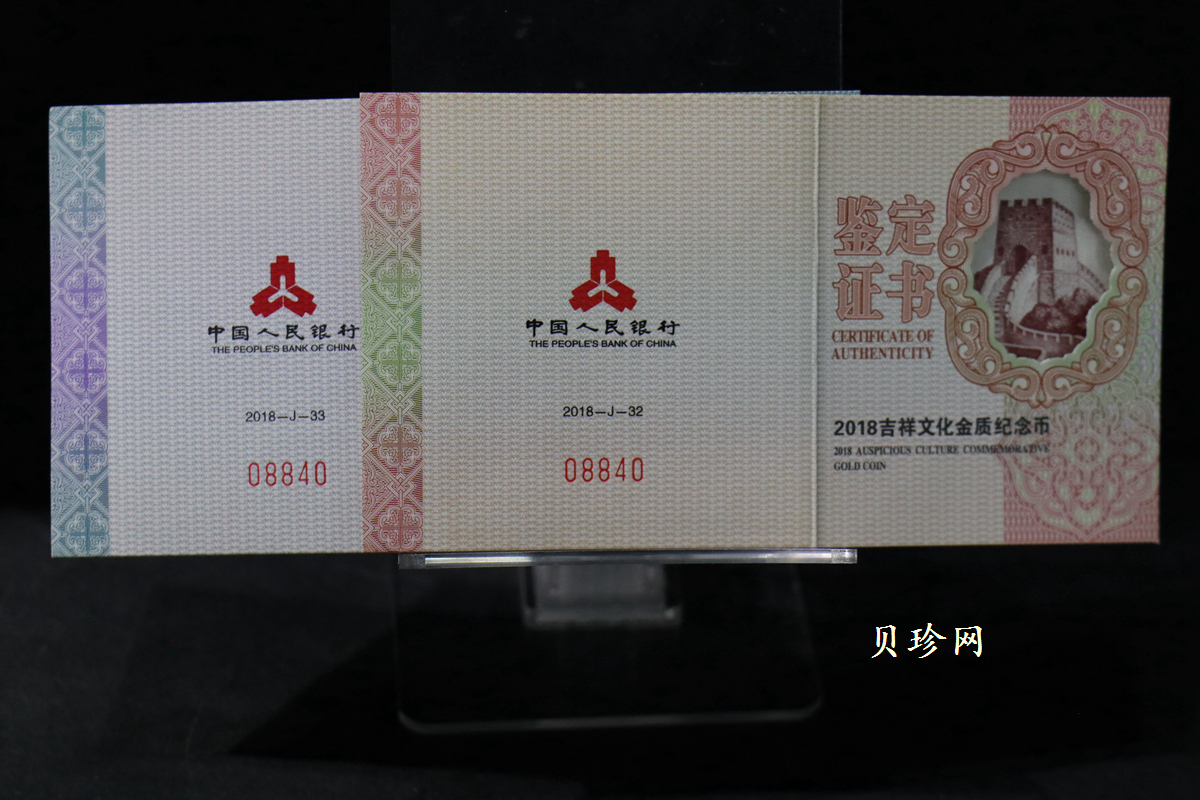 中国人民银行
THE PEOPLE'S BANK OF CHINA
2018—J—33
08840
中国人民银行
THE PEOPLE'S BANK OF CHINA
2018—J—32
08840
鉴定
证书
CERTIFICATE OF
AUTHENTICITY
2018吉祥文化金质纪念币
2018 AUSPICIOUS CULTURE COMMEMORATIVE
GOLD COIN
贝珍网